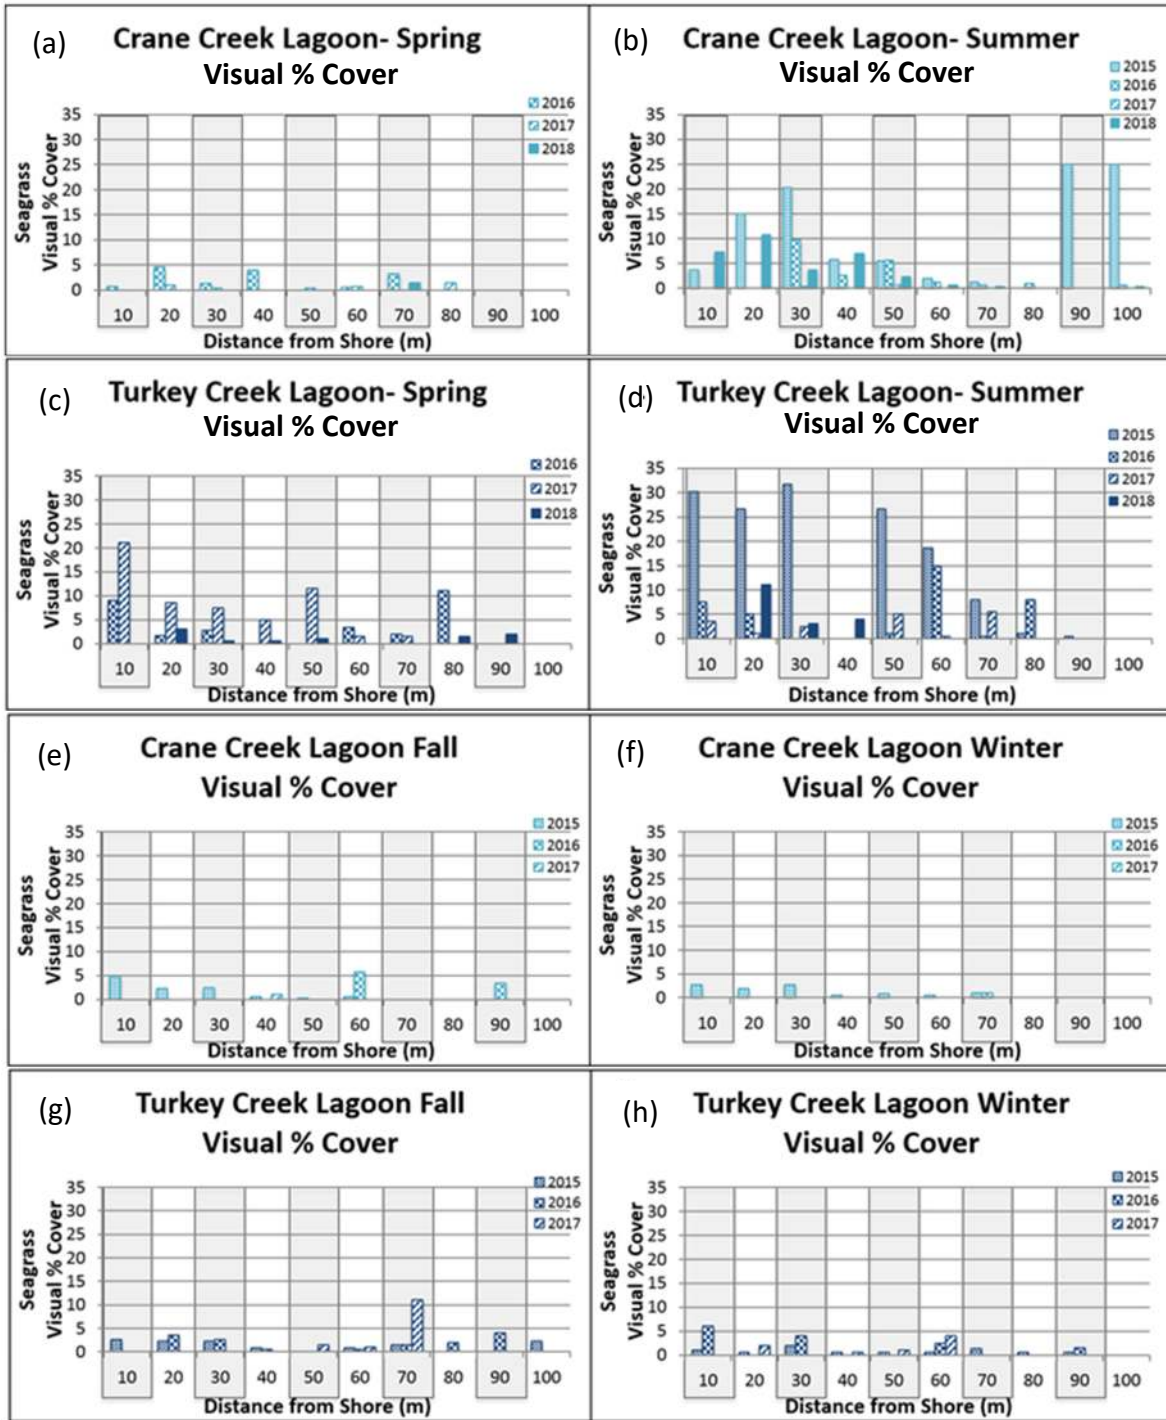 (a) Crane Creek Lagoon- Spring
Visual % Cover
2016
2017
2018
Seagrass
Visual % Cover
35
30
25
20
15
10
5
0
10 20 30 40 50 60 70 80 90 100
Distance from Shore (m)
(b) Crane Creek Lagoon- Summer
Visual % Cover
2015
2016
2017
2018
Seagrass
Visual % Cover
35
30
25
20
15
10
5
0
10 20 30 40 50 60 70 80 90 100
Distance from Shore (m)
(c) Turkey Creek Lagoon- Spring
Visual % Cover
2016
2017
2018
Seagrass
Visual % Cover
35
30
25
20
15
10
5
0
10 20 30 40 50 60 70 80 90 100
Distance from Shore (m)
(d) Turkey Creek Lagoon- Summer
Visual % Cover
2015
2016
2017
2018
Seagrass
Visual % Cover
35
30
25
20
15
10
5
0
10 20 30 40 50 60 70 80 90 100
Distance from Shore (m)
(e) Crane Creek Lagoon Fall
Visual % Cover
2015
2016
2017
Seagrass
Visual % Cover
35
30
25
20
15
10
5
0
10 20 30 40 50 60 70 80 90 100
Distance from Shore (m)
(f) Crane Creek Lagoon Winter
Visual % Cover
2015
2016
2017
Seagrass
Visual % Cover
35
30
25
20
15
10
5
0
10 20 30 40 50 60 70 80 90 100
Distance from Shore (m)
(g) Turkey Creek Lagoon Fall
Visual % Cover
2015
2016
2017
Seagrass
Visual % Cover
35
30
25
20
15
10
5
0
10 20 30 40 50 60 70 80 90 100
Distance from Shore (m)
(h) Turkey Creek Lagoon Winter
Visual % Cover
2015
2016
2017
Seagrass
Visual % Cover
35
30
25
20
15
10
5
0
10 20 30 40 50 60 70 80 90 100
Distance from Shore (m)